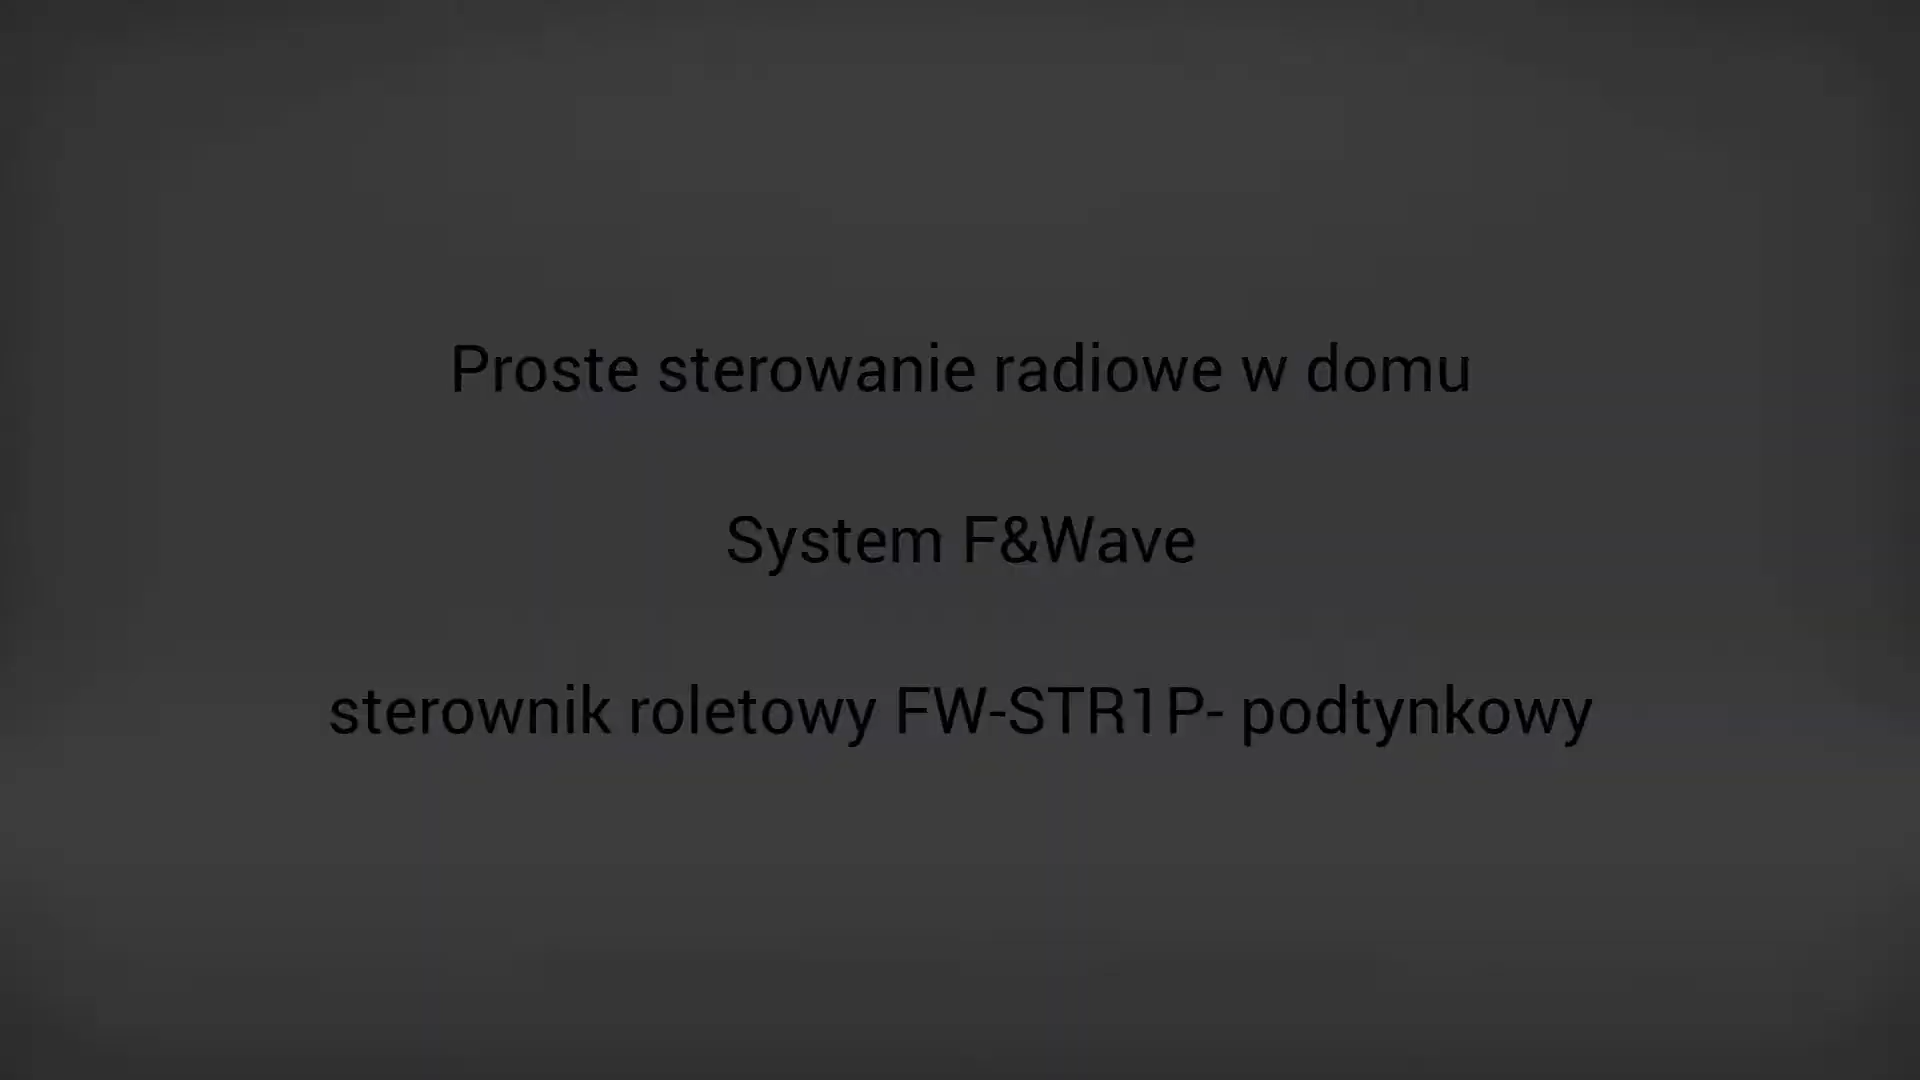 Proste sterowanie radiowe w domu
System F&Wave
sterownik roletowy FW-STR1P- podtynkowy